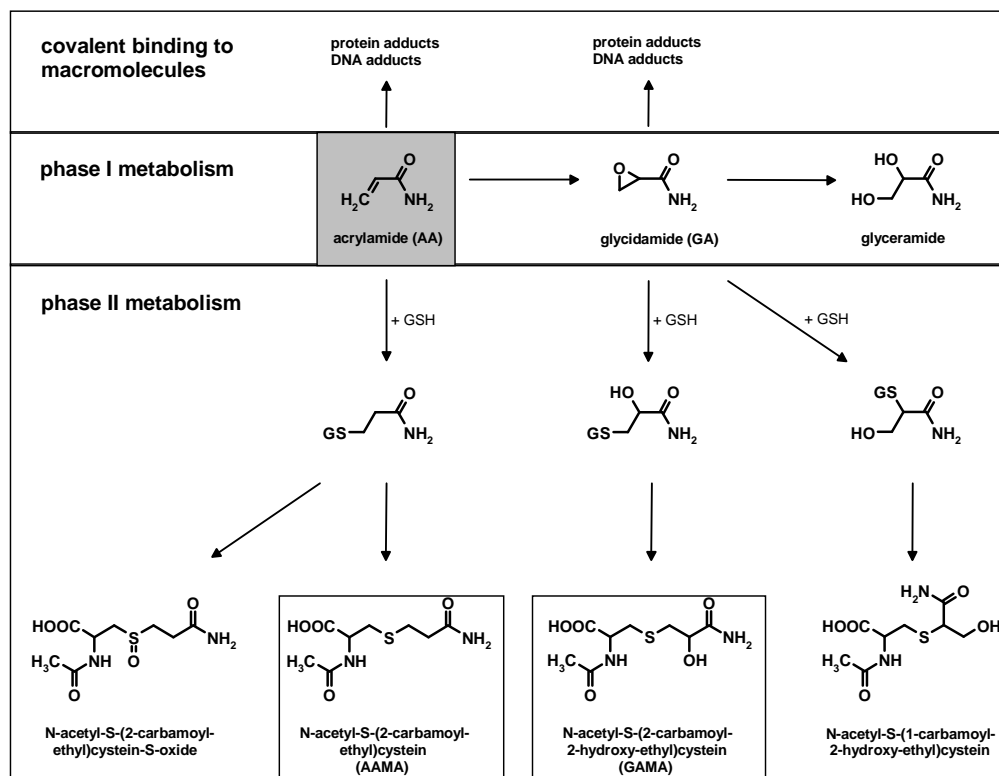 covalent binding to
macromolecules
protein adducts
DNA adducts
protein adducts
DNA adducts
phase I metabolism
O
H₂C
NH₂
acrylamide (AA)
O
O
NH₂
glycidamide (GA)
HO
O
HO
NH₂
glyceramide
phase II metabolism
+ GSH
+ GSH
+ GSH
O
GS
NH₂
HO
O
GS
NH₂
GS
O
HO
NH₂
HOOC
S
O
NH₂
H₃C
NH
O
O
N-acetyl-S-(2-carbamoyl-
ethyl)cystein-S-oxide
HOOC
S
O
NH₂
H₃C
NH
O
N-acetyl-S-(2-carbamoyl-
ethyl)cystein
(AAMA)
HOOC
S
O
NH₂
OH
H₃C
NH
O
N-acetyl-S-(2-carbamoyl-
2-hydroxy-ethyl)cystein
(GAMA)
H₂N
O
HOOC
S
HO
H₃C
NH
O
N-acetyl-S-(1-carbamoyl-
2-hydroxy-ethyl)cystein